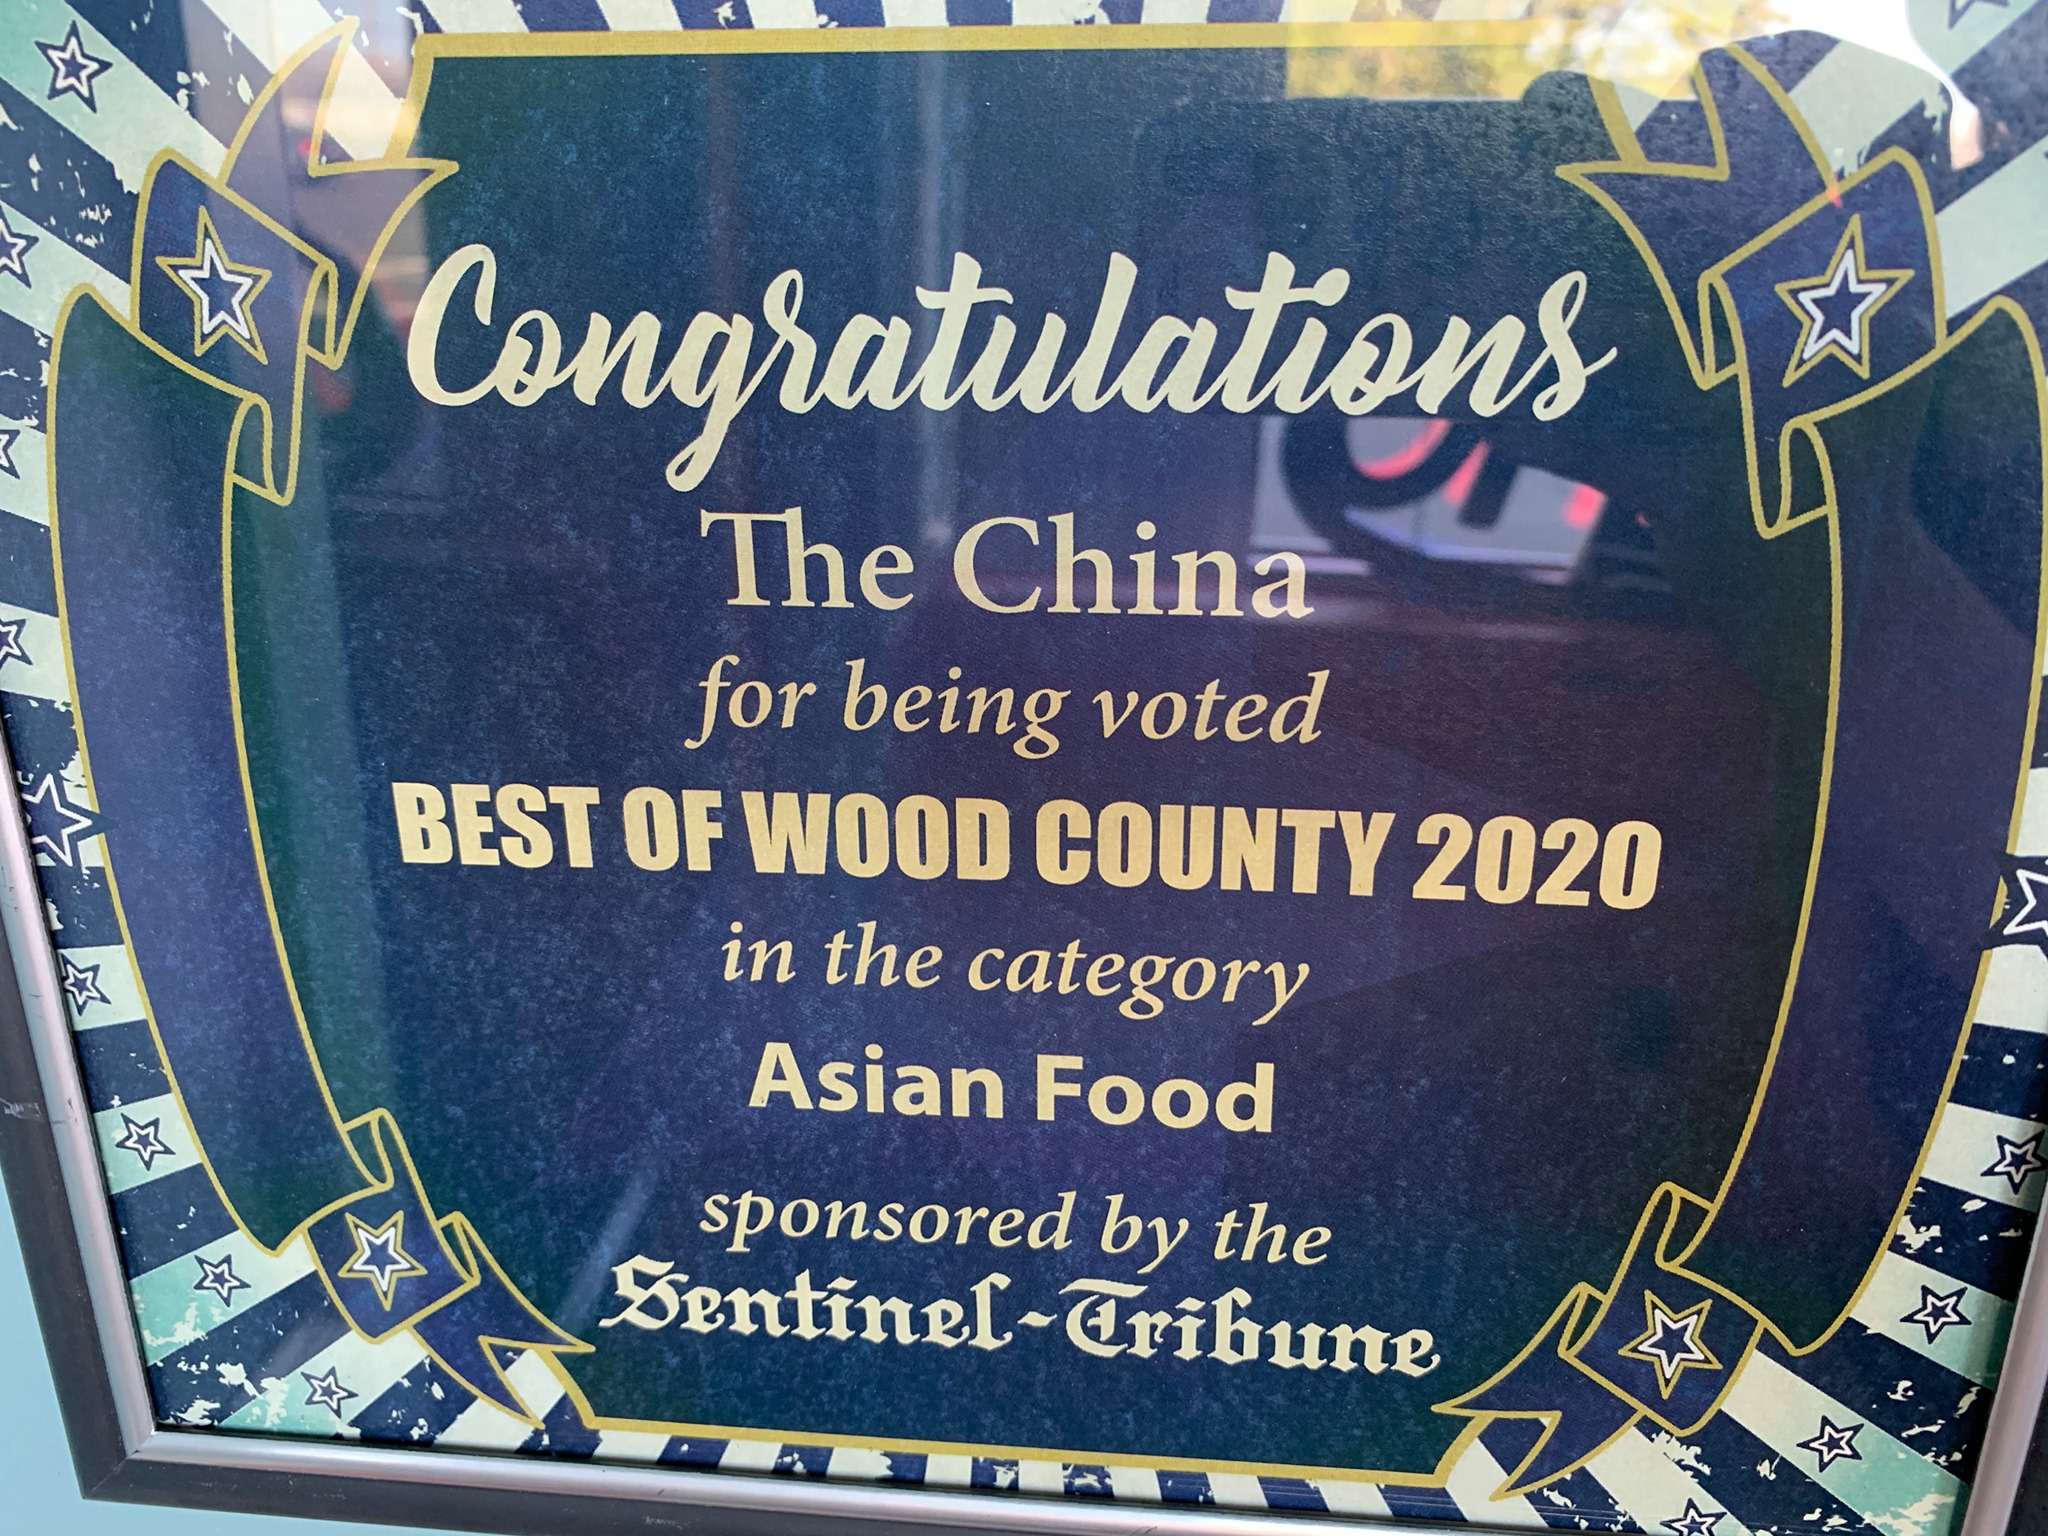 Congratulations
The China
for being voted
BEST OF WOOD COUNTY 2020
in the category
Asian Food
sponsored by the
Sentinel-Tribune